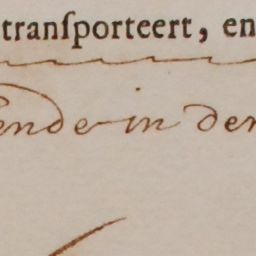 transſporteert, en
ende in den